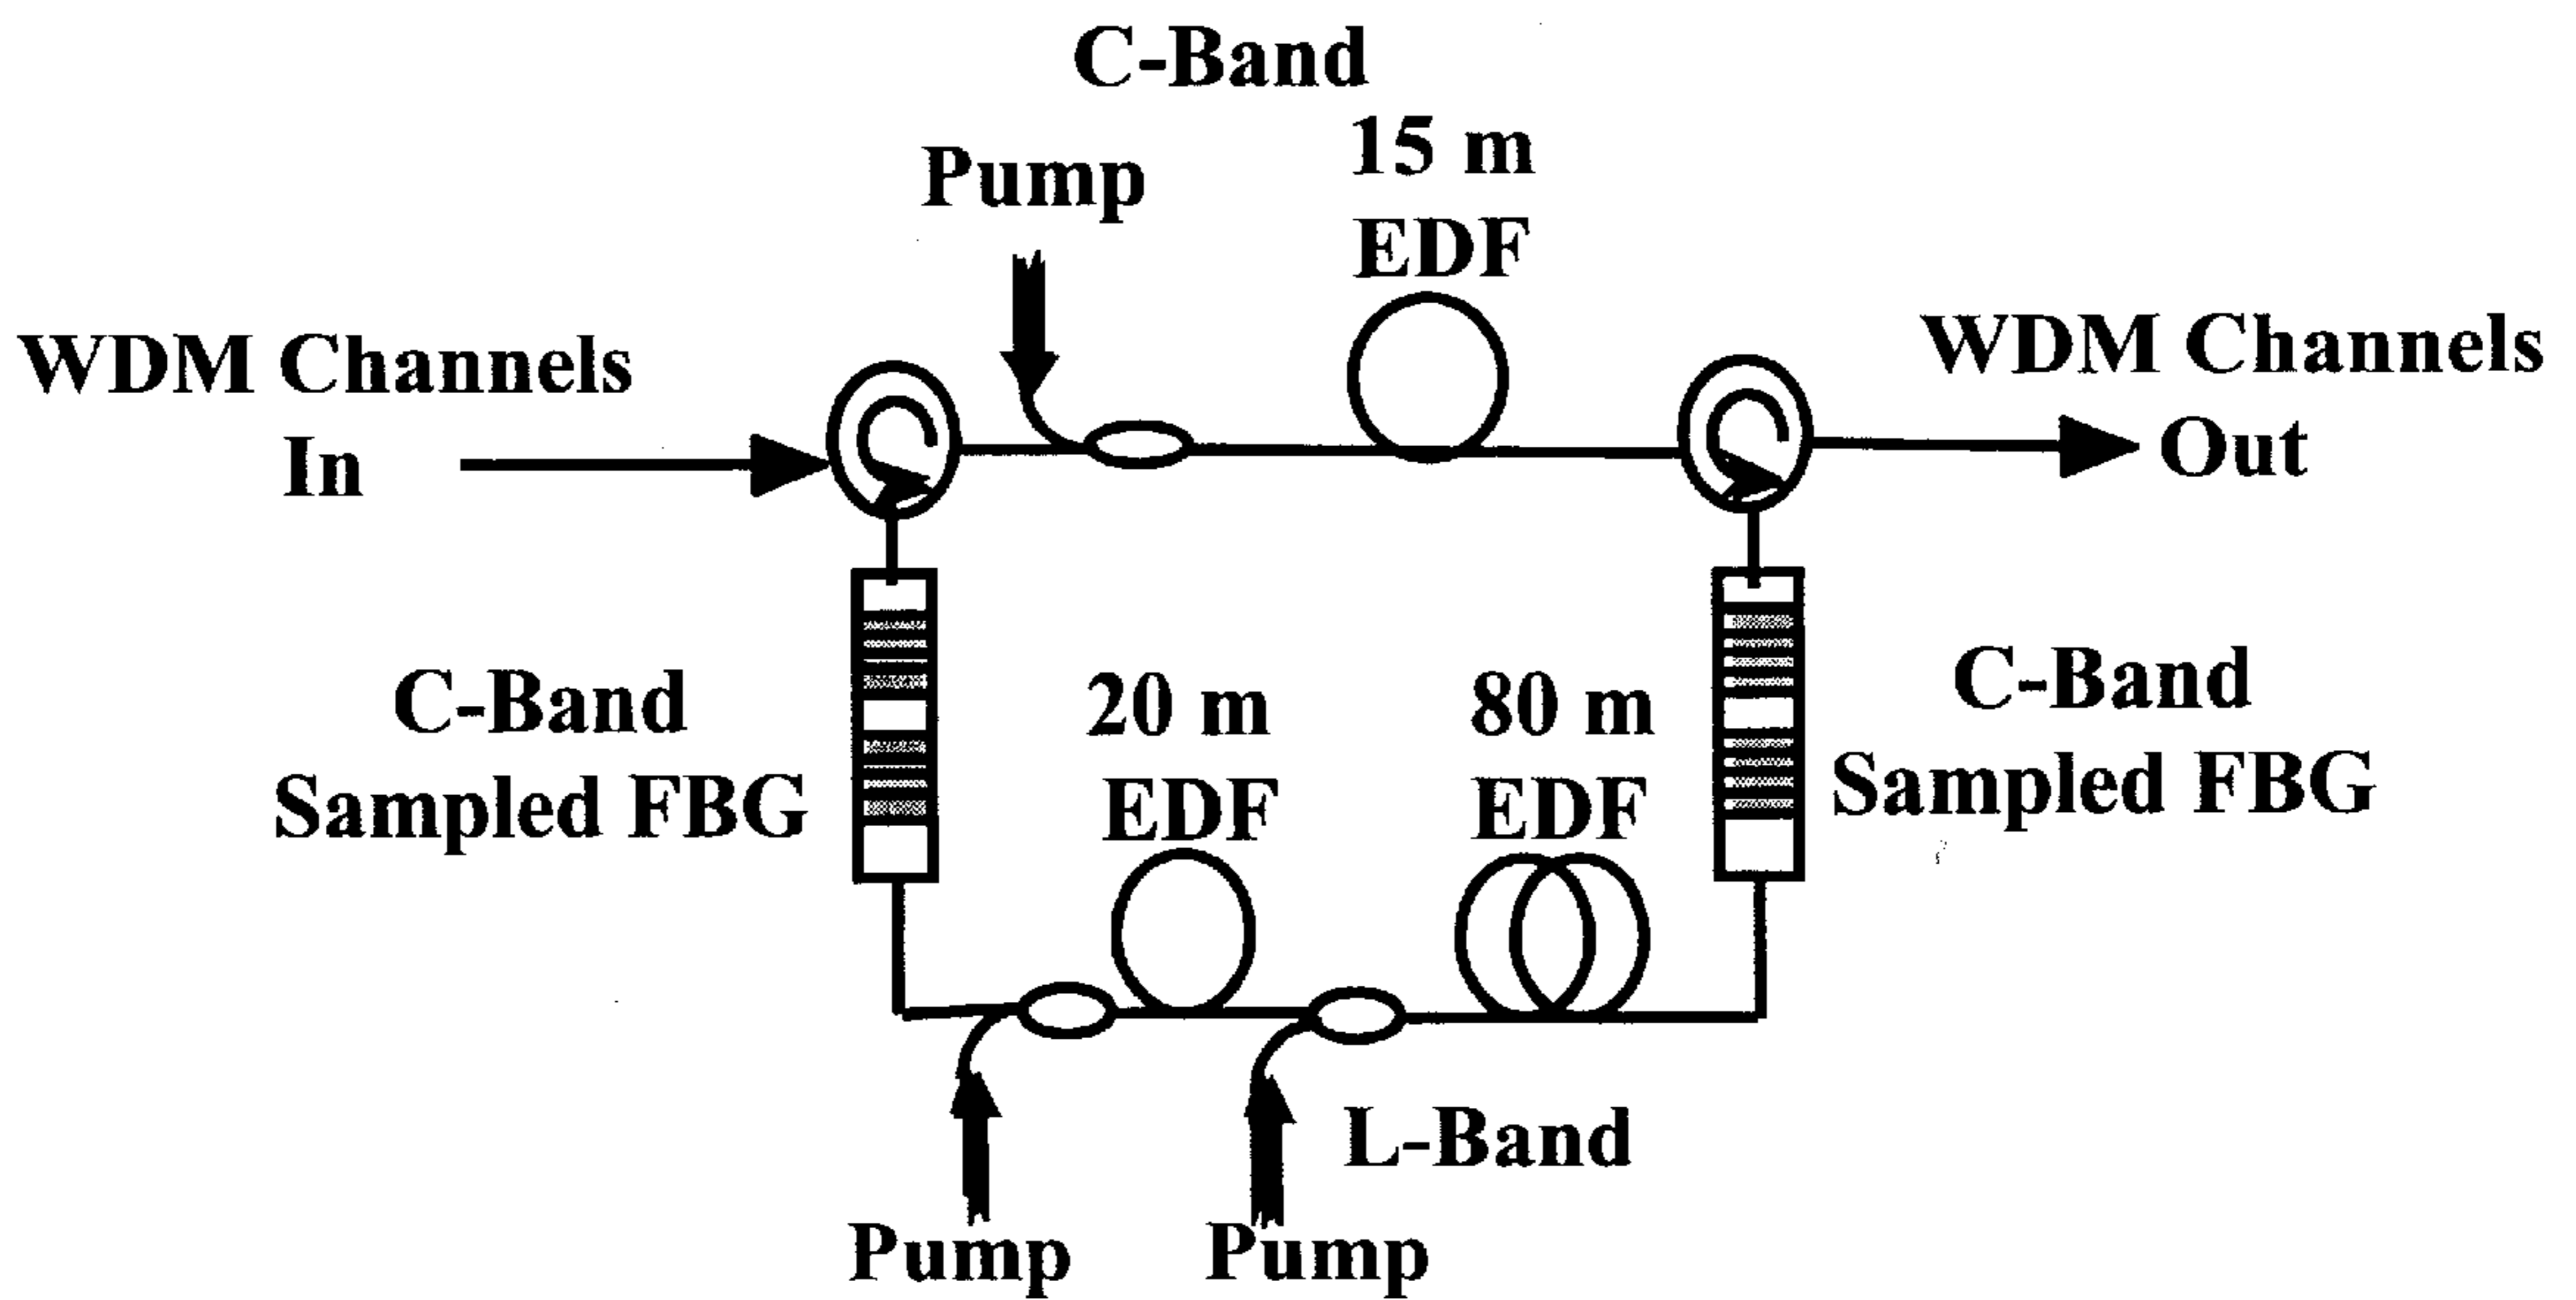 C-Band
Pump
15 m
EDF
WDM Channels
In
WDM Channels
Out
C-Band
Sampled FBG
20 m
EDF
80 m
EDF
C-Band
Sampled FBG
L-Band
Pump
Pump